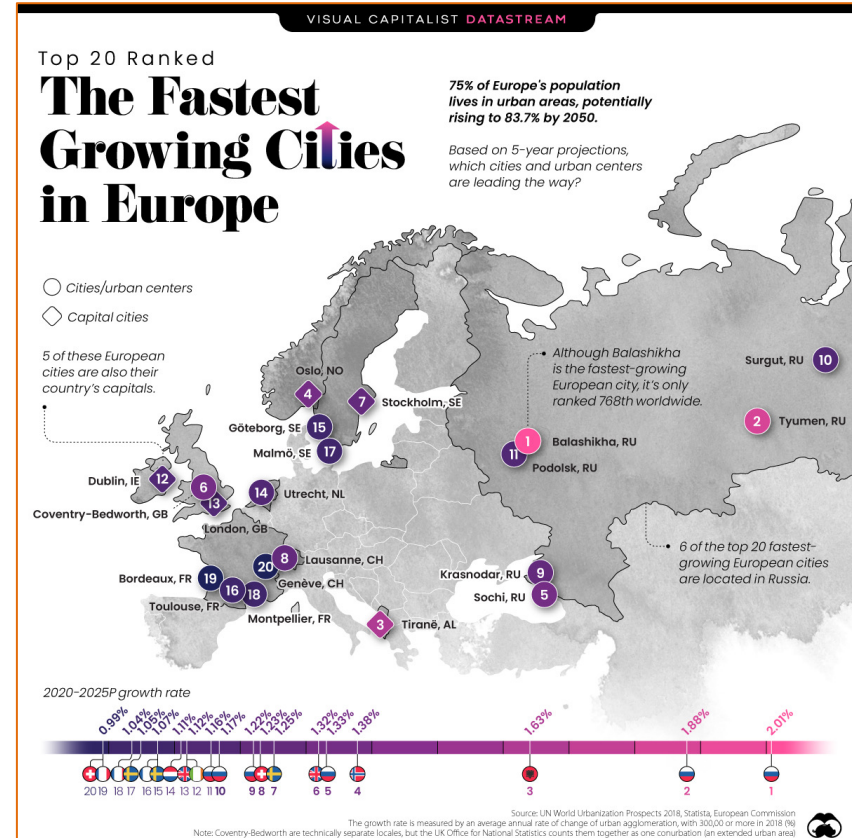 VISUAL CAPITALIST DATASTREAM
Top 20 Ranked
The Fastest
Growing Cities
in Europe
75% of Europe's population
lives in urban areas, potentially
rising to 83.7% by 2050.
Based on 5-year projections,
which cities and urban centers
are leading the way?
Cities/urban centers
Capital cities
5 of these European
cities are also their
country's capitals.
Although Balashikha
is the fastest-growing
European city, it's only
ranked 768th worldwide.
Surgut, RU
10
Oslo, NO
4
7
Stockholm, SE
2
Tyumen, RU
Göteborg, SE
15
1
Balashikha, RU
Malmö, SE
17
11
Podolsk, RU
Dublin, IE
12
6
14
Utrecht, NL
13
Coventry-Bedworth, GB
London, GB
6 of the top 20 fastest-
growing European cities
are located in Russia.
8
Lausanne, CH
20
Genève, CH
Krasnodar, RU
9
Bordeaux, FR
19
16
18
Sochi, RU
5
Toulouse, FR
Montpellier, FR
3
Tiranë, AL
2020-2025P growth rate
0.99%
1.04%
1.05%
1.07%
1.11%
1.12%
1.16%
1.17%
1.22%
1.23%
1.25%
1.32%
1.33%
1.38%
1.63%
1.88%
2.01%
20 19 18 17 16 15 14 13 12 11 10 9 8 7 6 5 4 3 2 1
Source: UN World Urbanization Prospects 2018, Statista, European Commission
The growth rate is measured by an average annual rate of change of urban agglomeration, with 300,00 or more in 2018 (%)
Note: Coventry-Bedworth are technically separate locales, but the UK Office for National Statistics counts them together as one conurbation (an extended urban area)